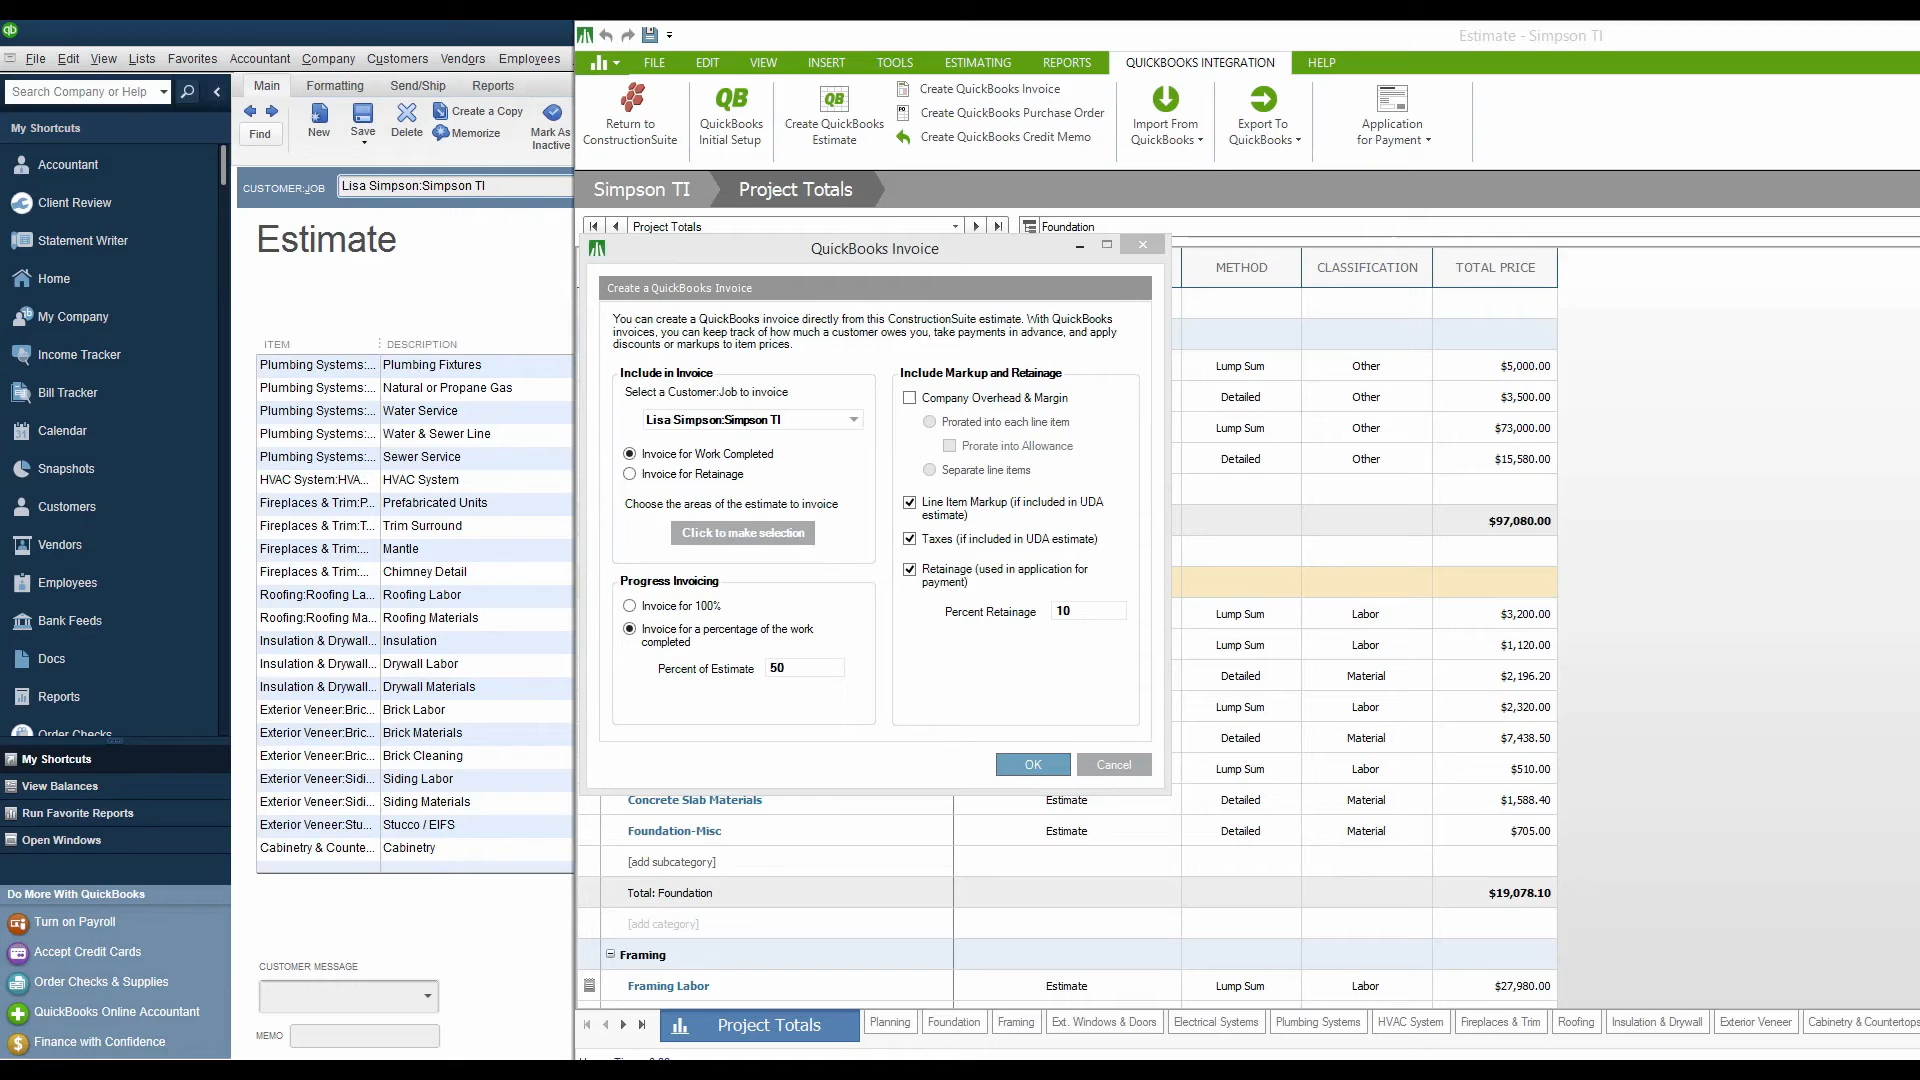 Estimate - Simpson TI
File Edit View Lists Favorites Accountant Company Customers Vendors Employees
FILE EDIT VIEW INSERT TOOLS ESTIMATING REPORTS QUICKBOOKS INTEGRATION HELP
Search Company or Help
My Shortcuts
Accountant
Client Review
Statement Writer
Home
My Company
Income Tracker
Bill Tracker
Calendar
Snapshots
Customers
Vendors
Employees
Bank Feeds
Docs
Reports
Order Checks
My Shortcuts
View Balances
Run Favorite Reports
Open Windows
Do More With QuickBooks
Turn on Payroll
Accept Credit Cards
Order Checks & Supplies
QuickBooks Online Accountant
Finance with Confidence
Main Formatting Send/Ship Reports
Find
New
Save
Delete
Create a Copy
Memorize
Mark As
Inactive
CUSTOMER:JOB Lisa Simpson:Simpson TI
Estimate
ITEM DESCRIPTION
Plumbing Systems:... Plumbing Fixtures
Plumbing Systems:... Natural or Propane Gas
Plumbing Systems:... Water Service
Plumbing Systems:... Water & Sewer Line
Plumbing Systems:... Sewer Service
HVAC System:HVA... HVAC System
Fireplaces & Trim:P... Prefabricated Units
Fireplaces & Trim:T... Trim Surround
Fireplaces & Trim:... Mantle
Fireplaces & Trim:... Chimney Detail
Roofing:Roofing La... Roofing Labor
Roofing:Roofing Ma... Roofing Materials
Insulation & Drywall... Insulation
Insulation & Drywall... Drywall Labor
Insulation & Drywall... Drywall Materials
Exterior Veneer:Bric... Brick Labor
Exterior Veneer:Bric... Brick Materials
Exterior Veneer:Bric... Brick Cleaning
Exterior Veneer:Sidi... Siding Labor
Exterior Veneer:Sidi... Siding Materials
Exterior Veneer:Stu... Stucco / EIFS
Cabinetry & Counte... Cabinetry
CUSTOMER MESSAGE
MEMO
Return to
ConstructionSuite
QB
QuickBooks
Initial Setup
QB
Create QuickBooks
Estimate
Create QuickBooks Invoice
Create QuickBooks Purchase Order
Create QuickBooks Credit Memo
Import From
QuickBooks
Export To
QuickBooks
Application
for Payment
Simpson TI Project Totals
Project Totals Foundation
QuickBooks Invoice
Create a QuickBooks Invoice
You can create a QuickBooks invoice directly from this ConstructionSuite estimate. With QuickBooks
invoices, you can keep track of how much a customer owes you, take payments in advance, and apply
discounts or markups to item prices.
Include in Invoice
Select a Customer:Job to invoice
Lisa Simpson:Simpson TI
Invoice for Work Completed
Invoice for Retainage
Choose the areas of the estimate to invoice
Click to make selection
Progress Invoicing
Invoice for 100%
Invoice for a percentage of the work
completed
Percent of Estimate 50
Include Markup and Retainage
Company Overhead & Margin
Prorated into each line item
Prorate into Allowance
Separate line items
Line Item Markup (if included in UDA
estimate)
Taxes (if included in UDA estimate)
Retainage (used in application for
payment)
Percent Retainage 10
OK Cancel
METHOD CLASSIFICATION TOTAL PRICE
Lump Sum Other $5,000.00
Detailed Other $3,500.00
Lump Sum Other $73,000.00
Detailed Other $15,580.00
$97,080.00
Lump Sum Labor $3,200.00
Lump Sum Labor $1,120.00
Detailed Material $2,196.20
Lump Sum Labor $2,320.00
Detailed Material $7,438.50
Lump Sum Labor $510.00
Concrete Slab Materials Estimate Detailed Material $1,588.40
Foundation-Misc Estimate Detailed Material $705.00
[add subcategory]
Total: Foundation $19,078.10
[add category]
Framing
Framing Labor Estimate Lump Sum Labor $27,980.00
Project Totals Planning Foundation Framing Ext. Windows & Doors Electrical Systems Plumbing Systems HVAC System Fireplaces & Trim Roofing Insulation & Drywall Exterior Veneer Cabinetry & Countertops